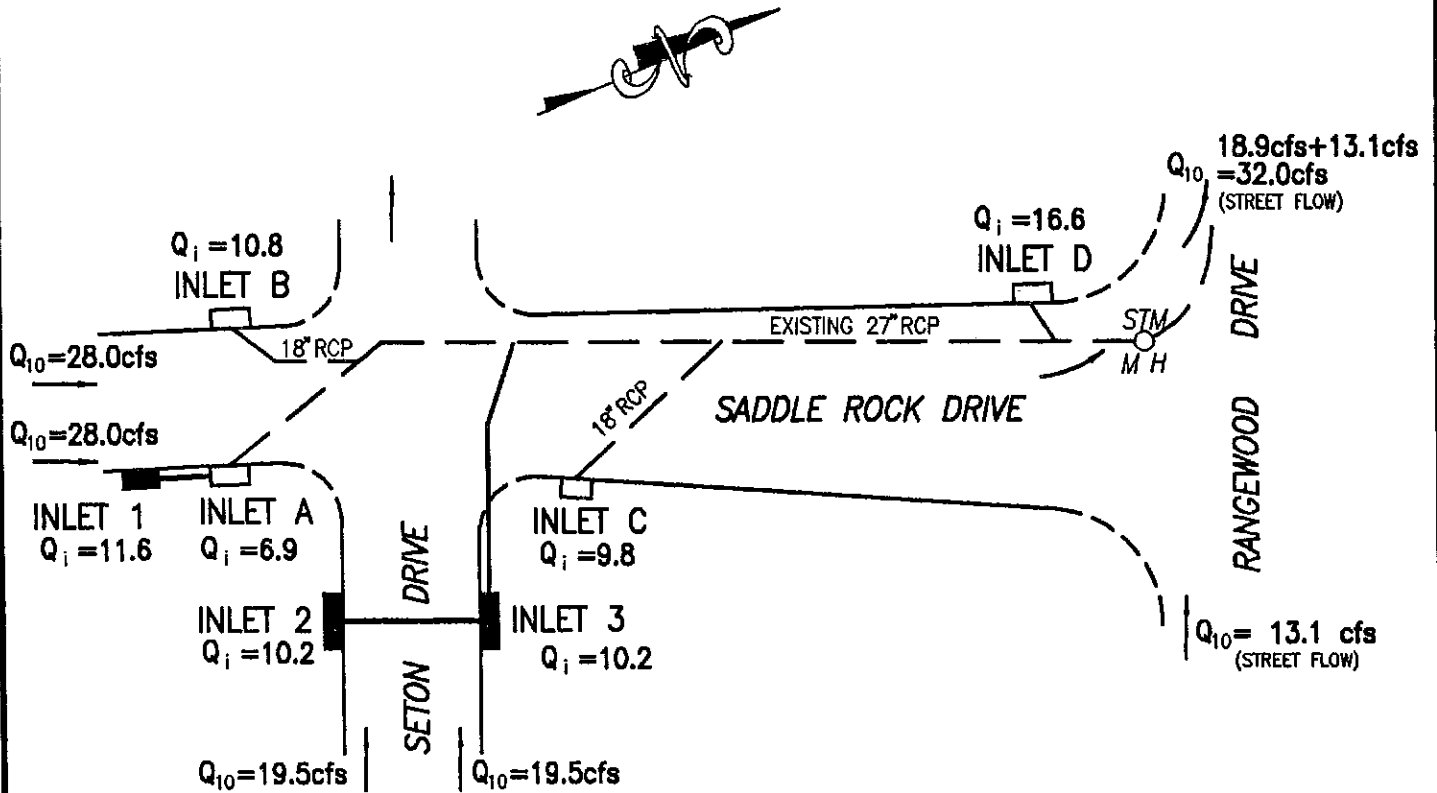 N
18.9cfs+13.1cfs
Q10 =32.0cfs
(STREET FLOW)
Qi =10.8
INLET B
Qi =16.6
INLET D
DRIVE
EXISTING 27"RCP
STM
M H
18"RCP
Q10=28.0cfs
18"RCP
SADDLE ROCK DRIVE
Q10=28.0cfs
RANGEWOOD
INLET 1
Qi =11.6
INLET A
Qi =6.9
INLET C
Qi =9.8
DRIVE
INLET 2
Qi =10.2
INLET 3
Qi =10.2
Q10= 13.1 cfs
(STREET FLOW)
SETON
Q10=19.5cfs
Q10=19.5cfs